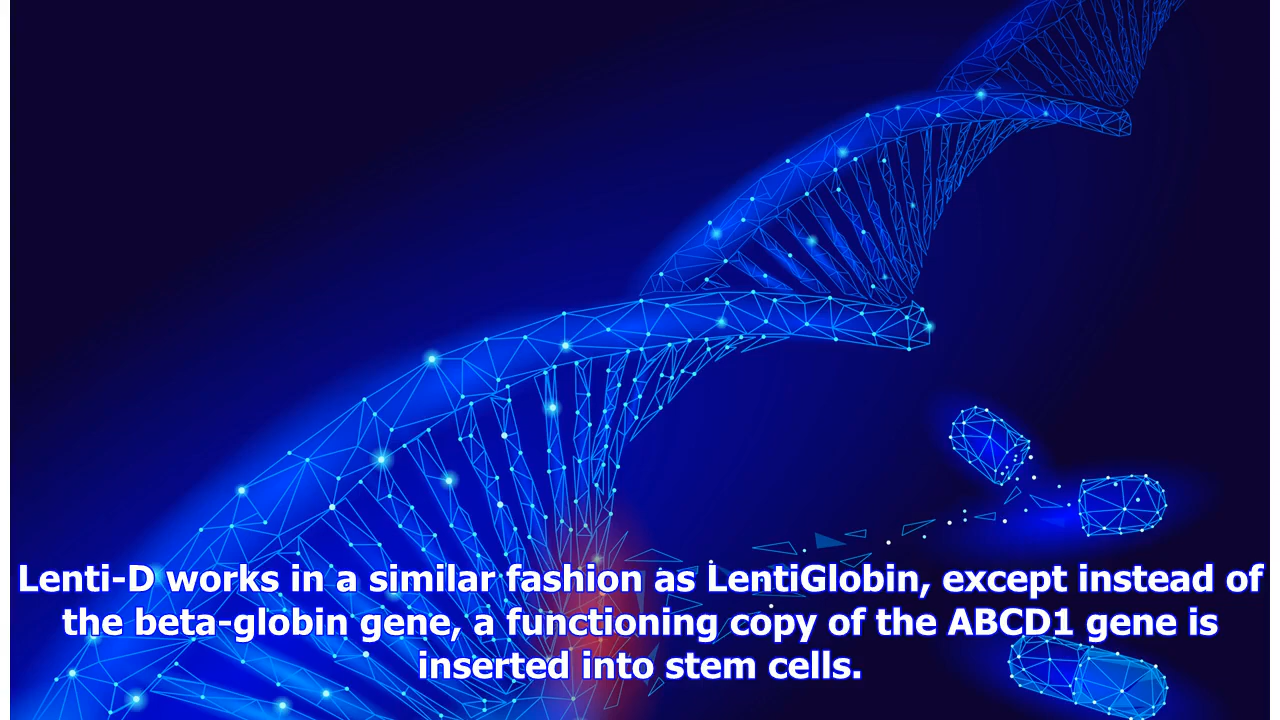 Lenti-D works in a similar fashion as LentiGlobin, except instead of
the beta-globin gene, a functioning copy of the ABCD1 gene is
inserted into stem cells.